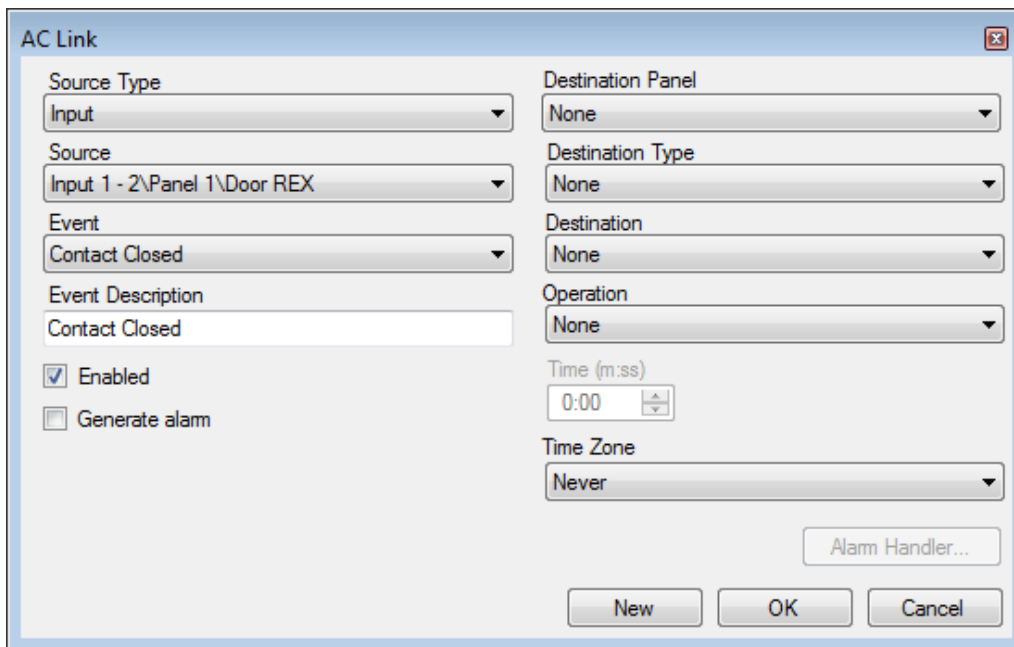 AC Link
Source Type
Input
Source
Input 1 - 2\Panel 1\Door REX
Event
Contact Closed
Event Description
Contact Closed
Enabled
Generate alarm
Destination Panel
None
Destination Type
None
Destination
None
Operation
None
Time (m:ss)
0:00
Time Zone
Never
Alarm Handler...
New
OK
Cancel